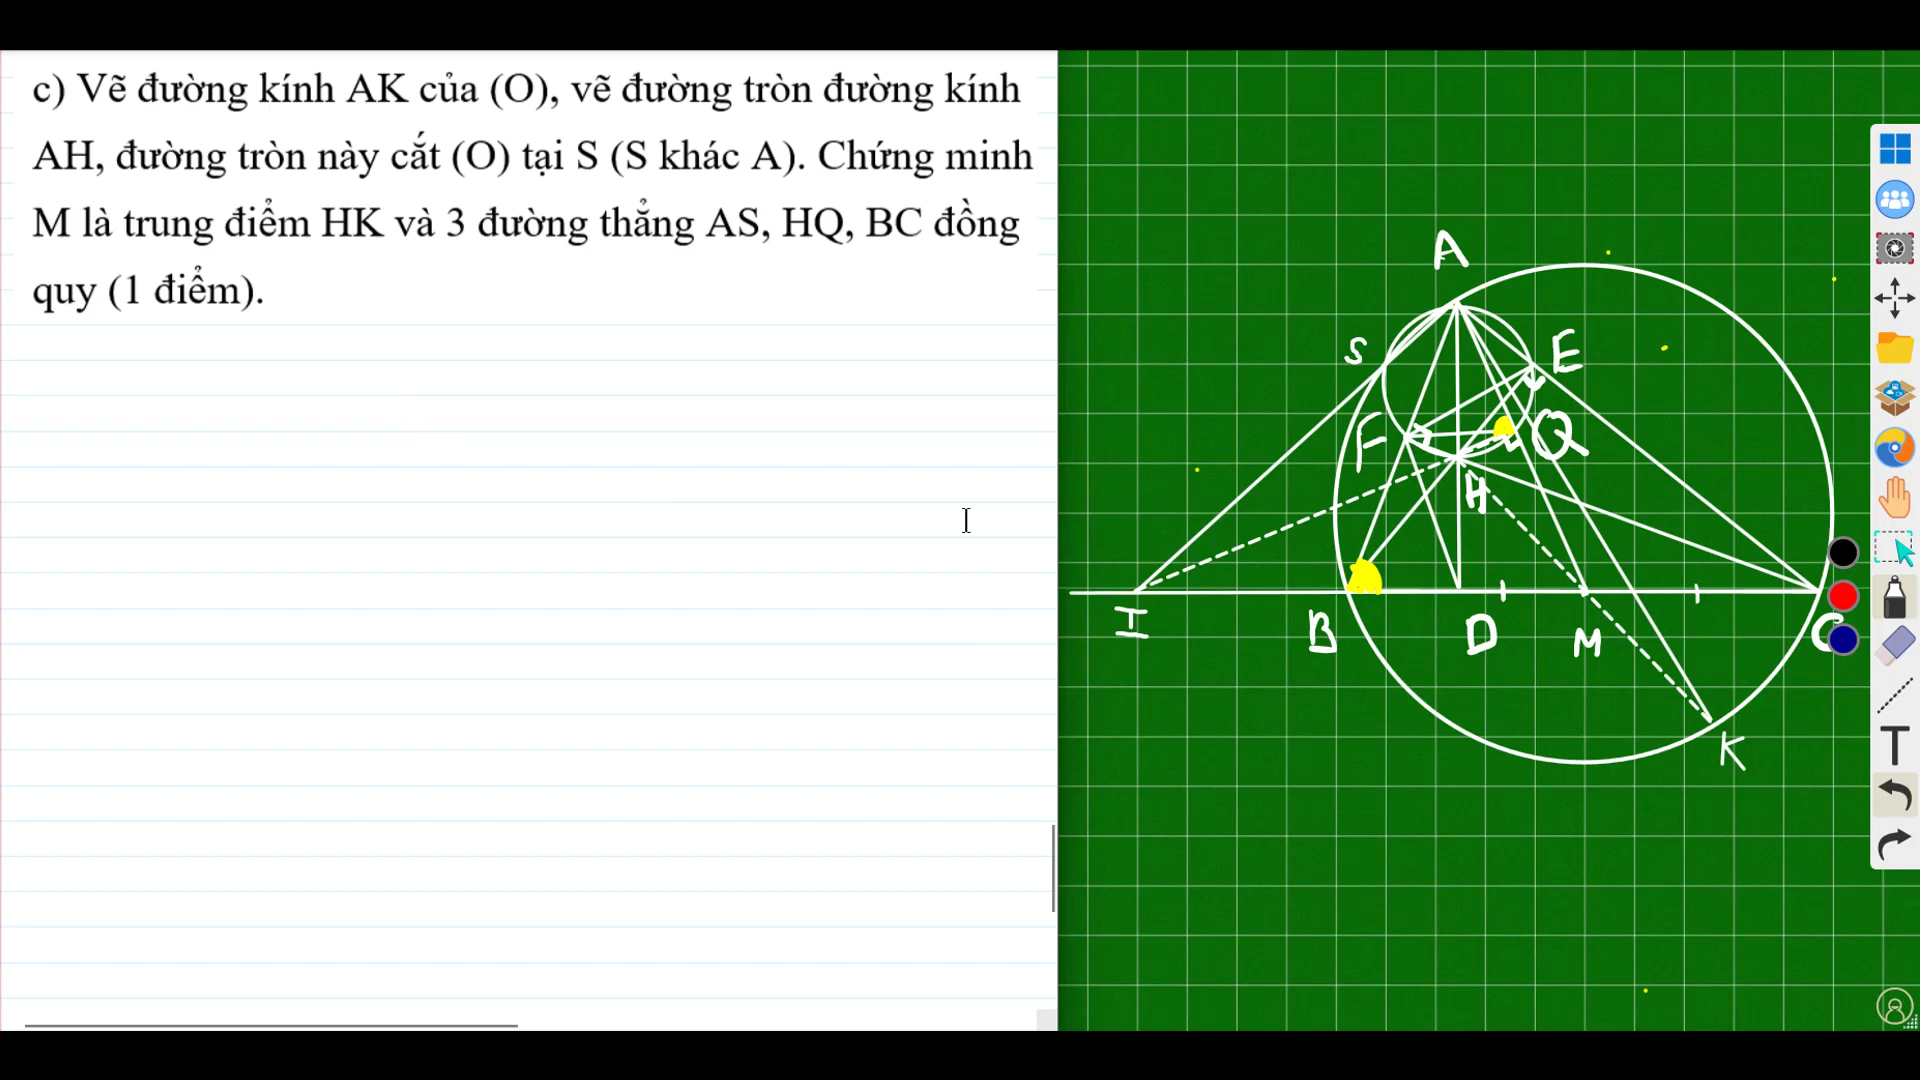 c) Vẽ đường kính AK của (O), vẽ đường tròn đường kính
AH, đường tròn này cắt (O) tại S (S khác A). Chứng minh
M là trung điểm HK và 3 đường thẳng AS, HQ, BC đồng
quy (1 điểm).
A
S
E
F
Q
H
I
B
D
M
C
K
T